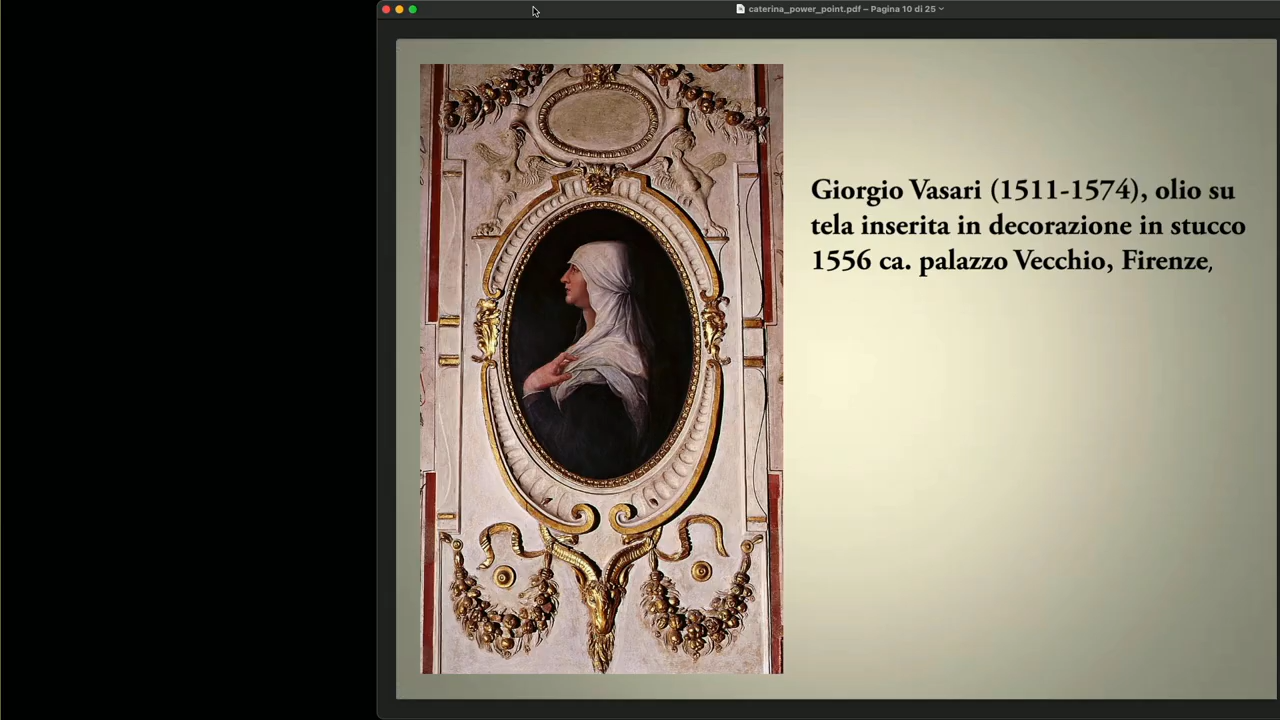 caterina_power_point.pdf – Pagina 10 di 25
Giorgio Vasari (1511-1574), olio su
tela inserita in decorazione in stucco
1556 ca. palazzo Vecchio, Firenze,